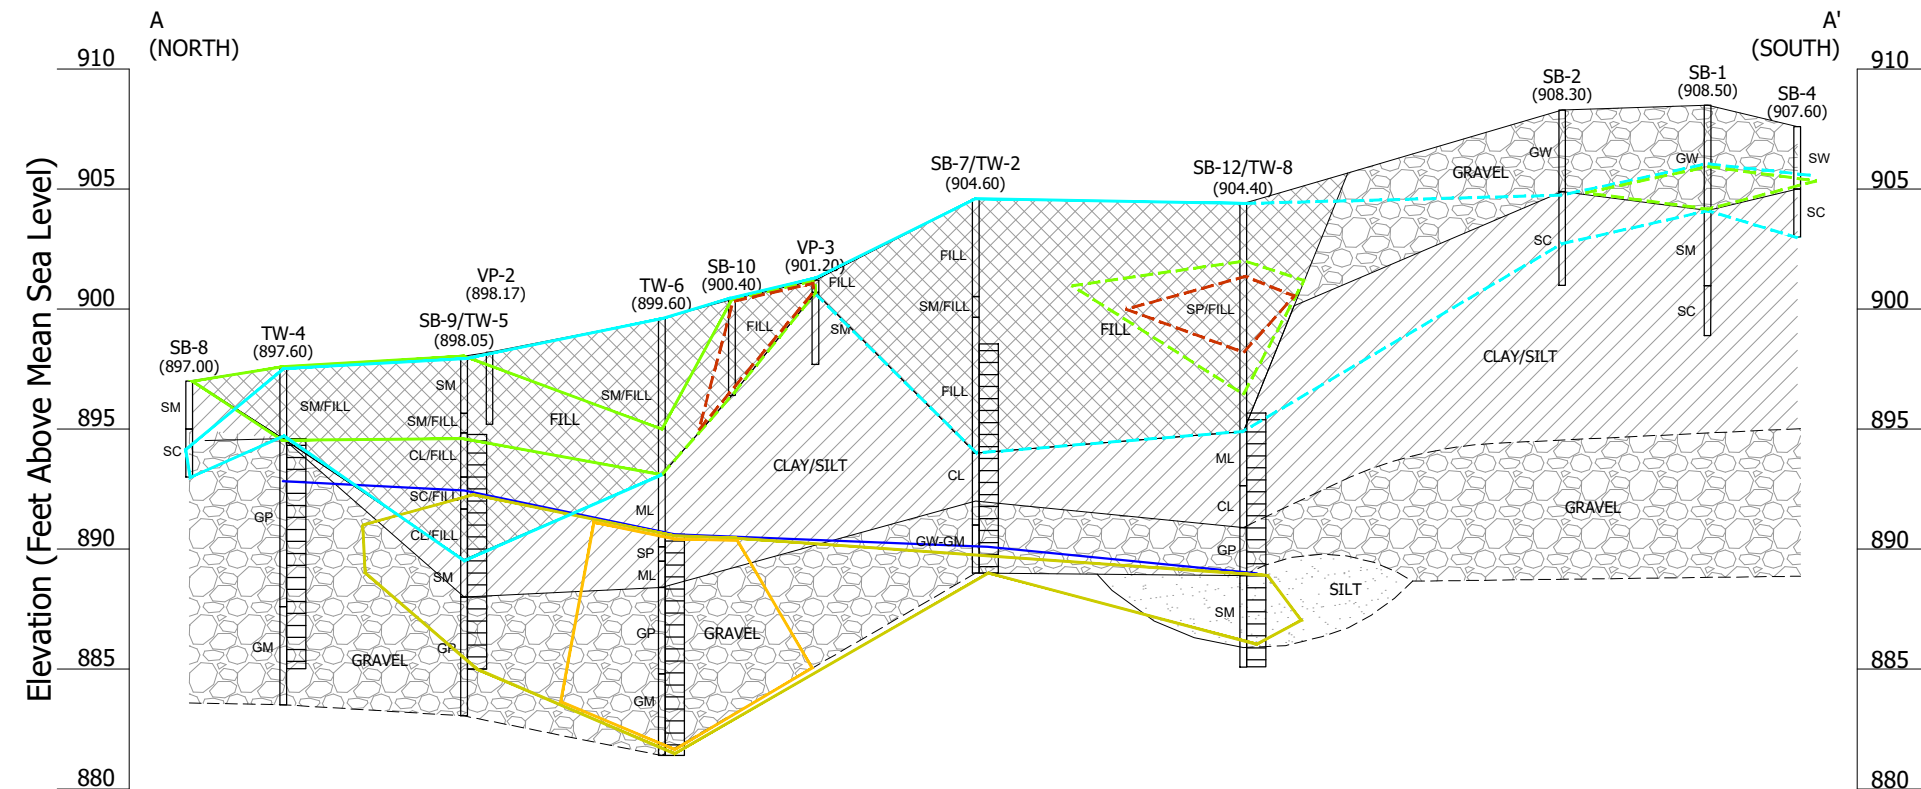 A
(NORTH)
A'
(SOUTH)
910
910
905
905
900
900
895
895
890
890
885
885
880
880
Elevation (Feet Above Mean Sea Level)
SB-8
(897.00)
TW-4
(897.60)
SB-9/TW-5
(898.05)
VP-2
(898.17)
TW-6
(899.60)
SB-10
(900.40)
VP-3
(901.20)
SB-7/TW-2
(904.60)
SB-12/TW-8
(904.40)
SB-2
(908.30)
SB-1
(908.50)
SB-4
(907.60)
SM
SC
SM/FILL
GP
GM
GRAVEL
SM
SM/FILL
CL/FILL
SC/FILL
CL/FILL
SM
GP
FILL
SM/FILL
ML
SP
ML
GP
GM
GRAVEL
FILL
FILL
SM
CLAY/SILT
FILL
SM/FILL
FILL
CL
GW-GM
FILL
SP/FILL
ML
CL
GP
SM
SILT
GRAVEL
CLAY/SILT
GRAVEL
GW
SC
GW
SM
SC
SW
SC